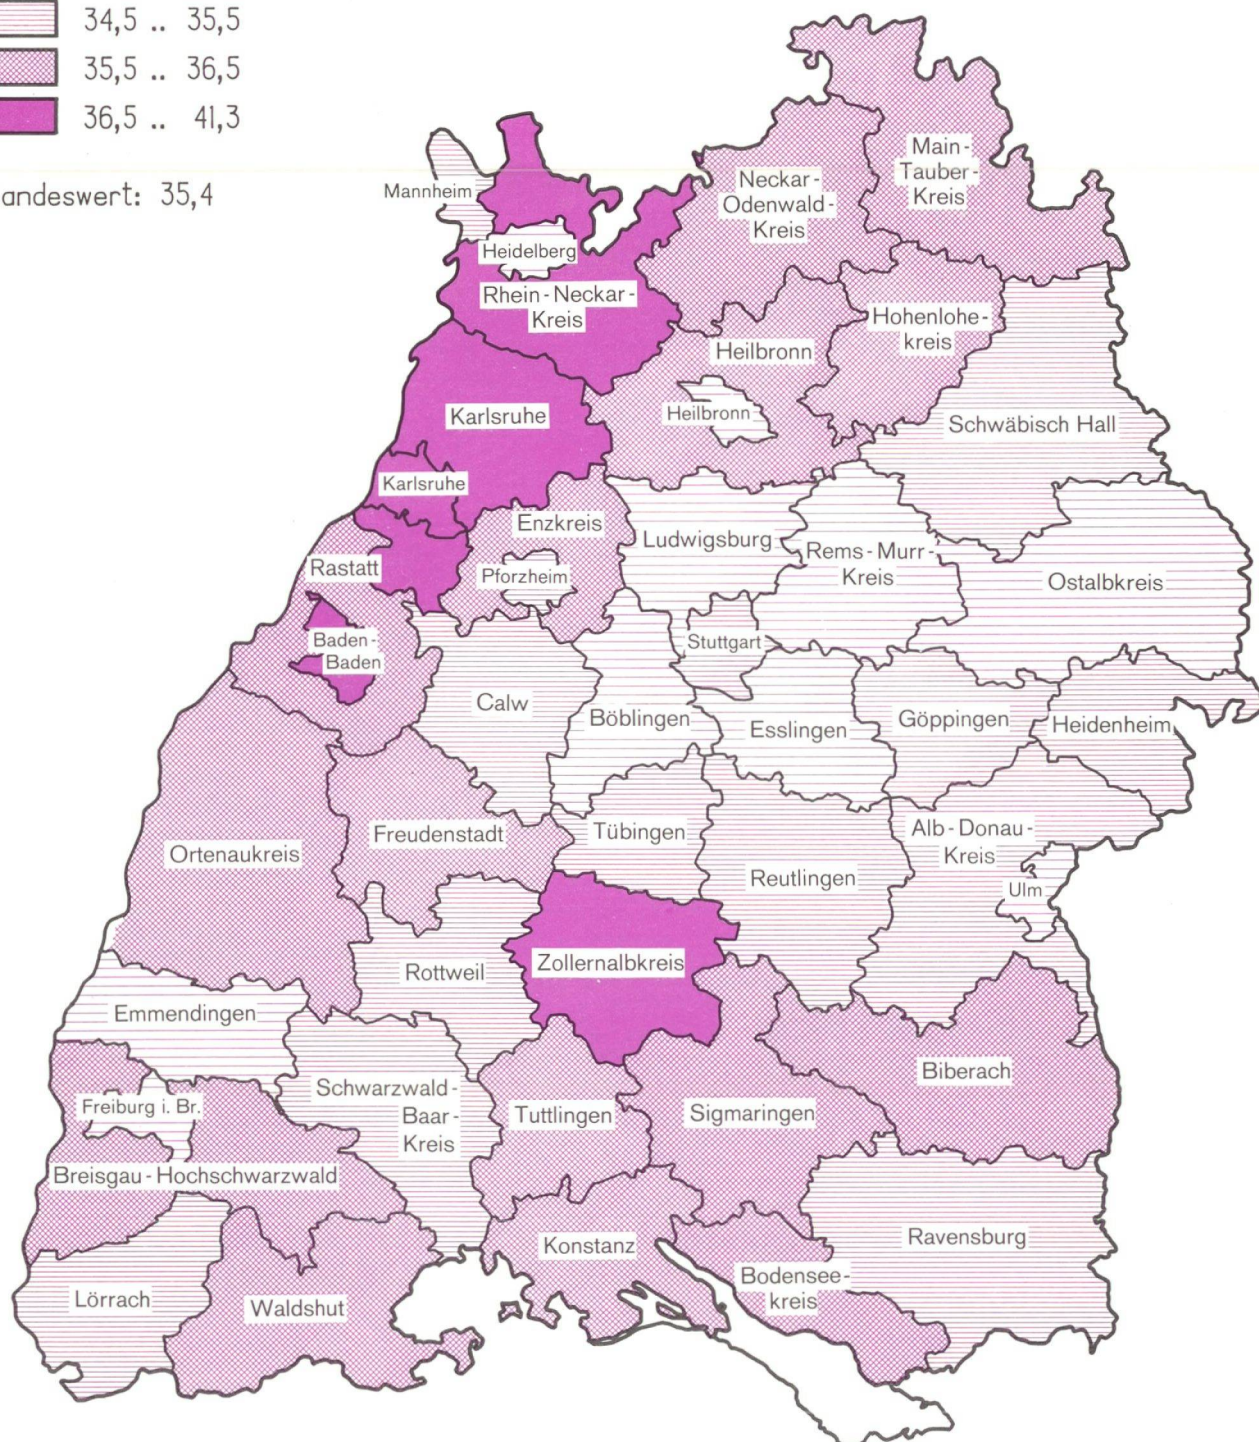 34,5 .. 35,5
35,5 .. 36,5
36,5 .. 41,3
andeswert: 35,4
Mannheim
Heidelberg
Rhein-Neckar-
Kreis
Neckar-
Odenwald-
Kreis
Main-
Tauber-
Kreis
Hohenlohe-
kreis
Heilbronn
Heilbronn
Karlsruhe
Karlsruhe
Schwäbisch Hall
Enzkreis
Pforzheim
Ludwigsburg
Rems-Murr-
Kreis
Ostalbkreis
Rastatt
Baden-
Baden
Stuttgart
Calw
Böblingen
Esslingen
Göppingen
Heidenheim
Ortenaukreis
Freudenstadt
Tübingen
Reutlingen
Alb-Donau-
Kreis
Ulm
Rottweil
Zollernalbkreis
Emmendingen
Schwarzwald-
Baar-
Kreis
Tuttlingen
Sigmaringen
Biberach
Freiburg i. Br.
Breisgau-Hochschwarzwald
Lörrach
Waldshut
Konstanz
Bodensee-
kreis
Ravensburg